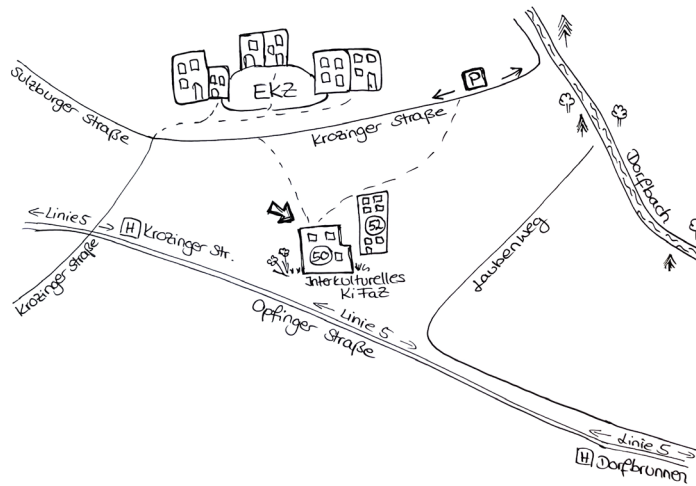 EKZ
P
Sulzburger Straße
Krozinger Straße
Dorfbach
← Linie 5 →
H Krozinger Str.
52
50
Laubenweg
Krozinger Straße
Interkulturelles
KiFaZ
← Linie 5 →
Opfinger Straße
← Linie 5 →
H Dorfbrunnen